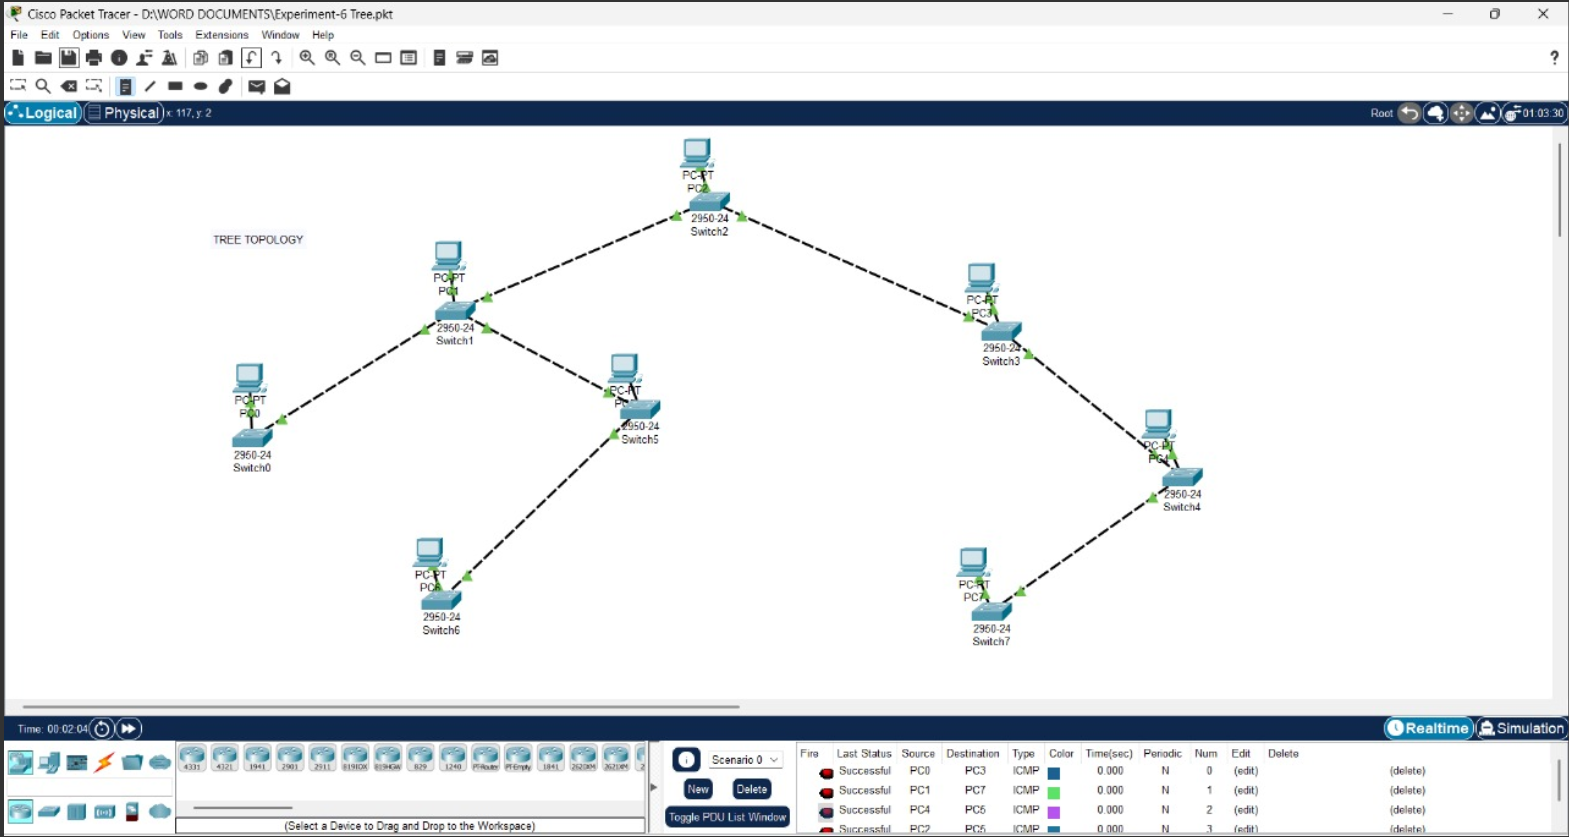 Cisco Packet Tracer - D:\WORD DOCUMENTS\Experiment-6 Tree.pkt
File Edit Options View Tools Extensions Window Help
?
Logical Physical x: 117, y: 2 Root 01:03:30
PC-PT
PC2
2950-24
Switch2
TREE TOPOLOGY
PC-PT
PC1
2950-24
Switch1
PC-PT
PC3
2950-24
Switch3
PC-PT
PC0
2950-24
Switch0
PC-PT
2950-24
Switch5
PC-PT
PC4
2950-24
Switch4
PC-PT
PC6
2950-24
Switch6
PC-PT
PC7
2950-24
Switch7
Time: 00:02:04 Realtime Simulation
4331 4321 1941 2901 2911 819IOX 819HGW 829 1240 PT-Router PT-Empty 1841 2620XM 2621XM 2
(Select a Device to Drag and Drop to the Workspace)
Scenario 0
New Delete
Toggle PDU List Window
Fire Last Status Source Destination Type Color Time(sec) Periodic Num Edit Delete
Successful PC0 PC3 ICMP 0.000 N 0 (edit) (delete)
Successful PC1 PC7 ICMP 0.000 N 1 (edit) (delete)
Successful PC4 PC5 ICMP 0.000 N 2 (edit) (delete)
Successful PC2 PC5 ICMP 0.000 N 3 (edit) (delete)